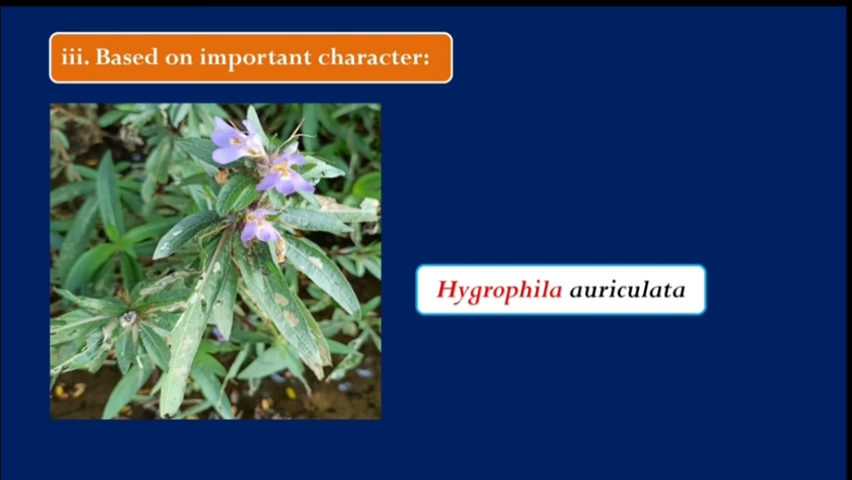 iii. Based on important character:
Hygrophila auriculata